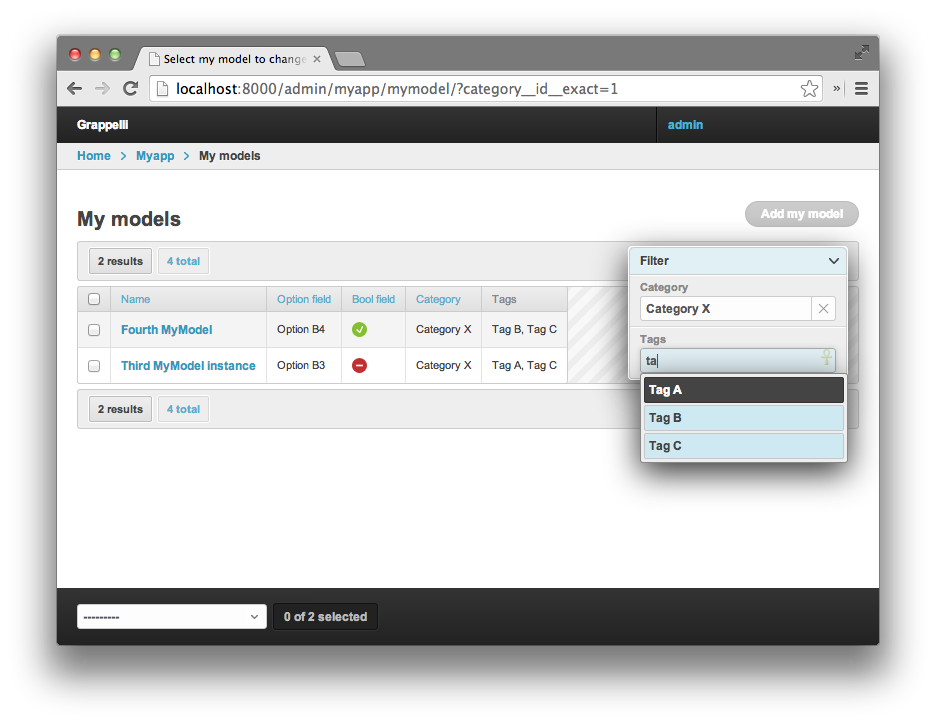 Select my model to change
localhost:8000/admin/myapp/mymodel/?category__id__exact=1
Grappelli admin
Home > Myapp > My models
My models
Add my model
2 results 4 total
Filter
Category
Category X
Tags
ta
Tag A
Tag B
Tag C
Name Option field Bool field Category Tags
Fourth MyModel Option B4 Category X Tag B, Tag C
Third MyModel instance Option B3 Category X Tag A, Tag C
2 results 4 total
--------- 0 of 2 selected